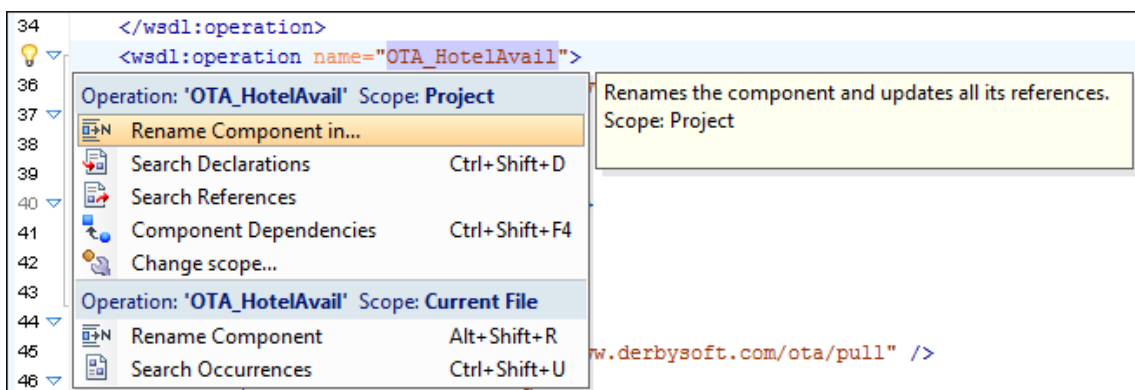 34 </wsdl:operation>
<wsdl:operation name="OTA_HotelAvail">
36
Operation: 'OTA_HotelAvail' Scope: Project
Renames the component and updates all its references.
Scope: Project
37
Rename Component in...
38
Search Declarations Ctrl+Shift+D
39
Search References
40
Component Dependencies Ctrl+Shift+F4
41
Change scope...
42
43
Operation: 'OTA_HotelAvail' Scope: Current File
44
Rename Component Alt+Shift+R
45 w.derbysoft.com/ota/pull" />
Search Occurrences Ctrl+Shift+U
46